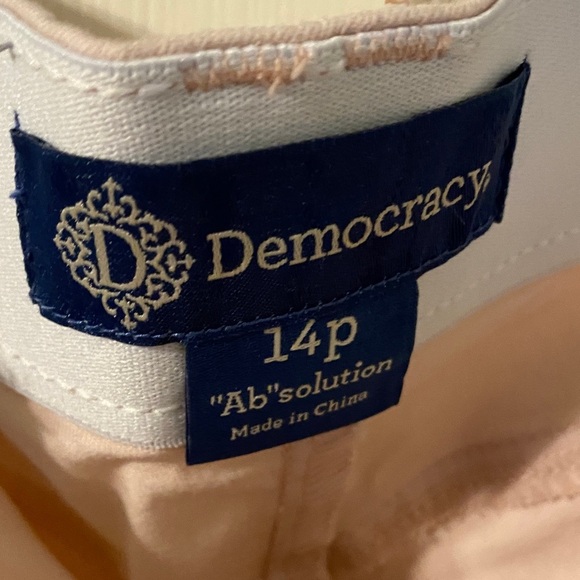 D
Democracy.
14p
"Ab"solution
Made in China